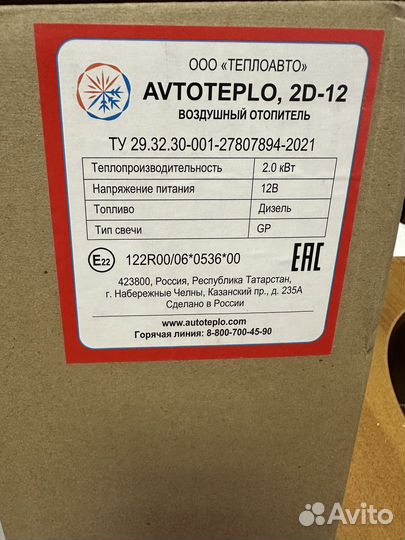 ООО «ТЕПЛОАВТО»
AVTOTEPLO, 2D-12
ВОЗДУШНЫЙ ОТОПИТЕЛЬ
ТУ 29.32.30-001-27807894-2021
Теплопроизводительность 2.0 кВт
Напряжение питания 12В
Топливо Дизель
Тип свечи GP
E22 122R00/06*0536*00 EAC
423800, Россия, Республика Татарстан,
г. Набережные Челны, Казанский пр., д. 235А
Сделано в России
www.autoteplo.com
Горячая линия: 8-800-700-45-90
Avito